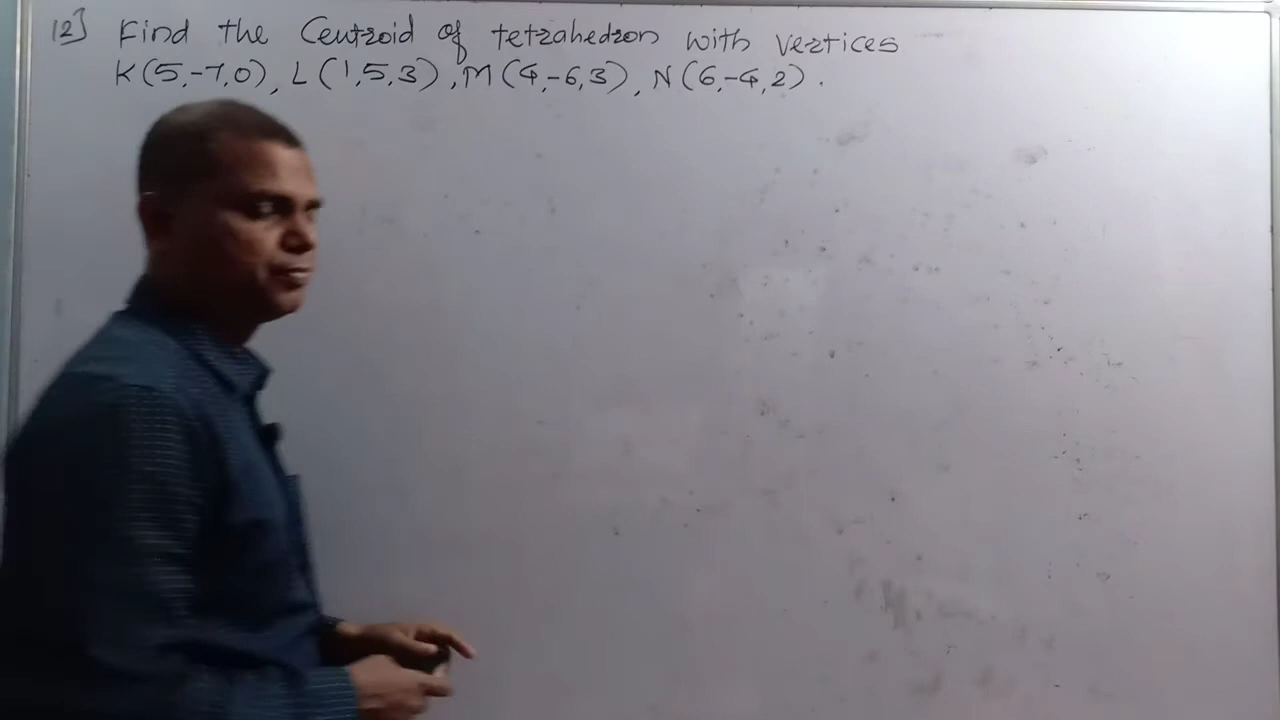 12] Find the Centroid of tetrahedron with vertices
K(5,-7,0), L(1,5,3), M(4,-6,3), N(6,-4,2).